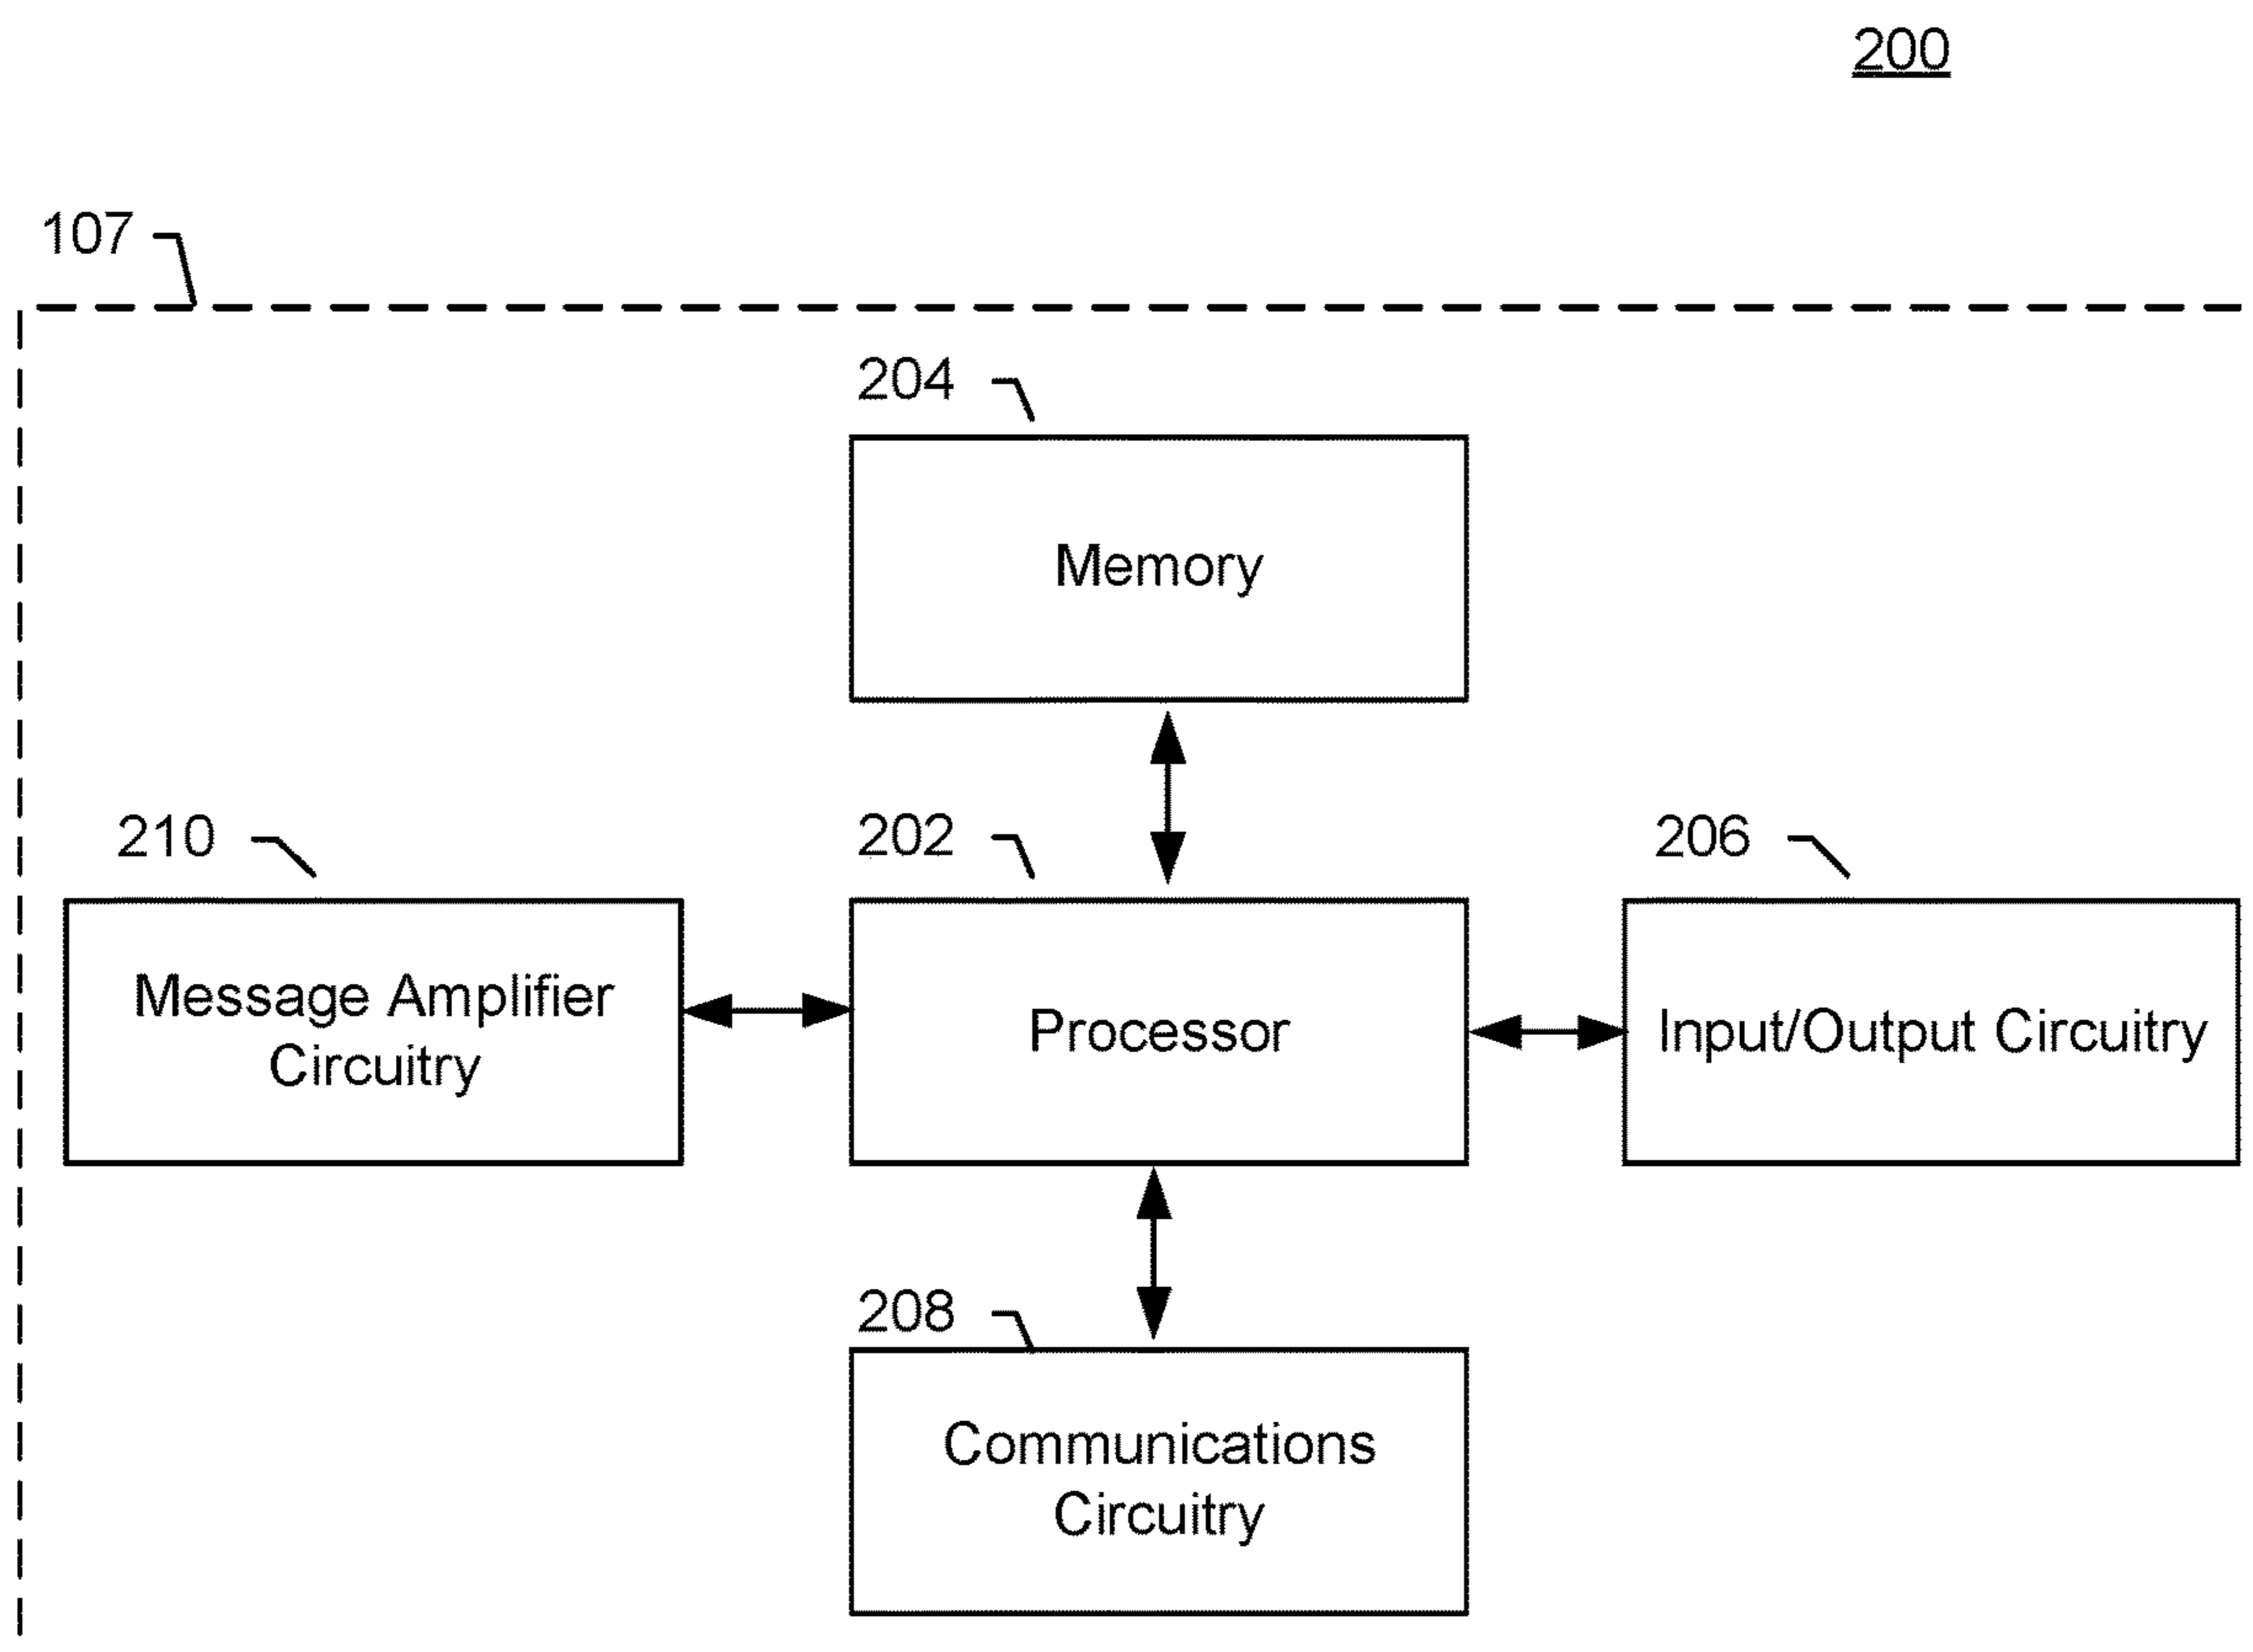 200
107
204
Memory
210
202
206
Message Amplifier
Circuitry
Processor
Input/Output Circuitry
208
Communications
Circuitry